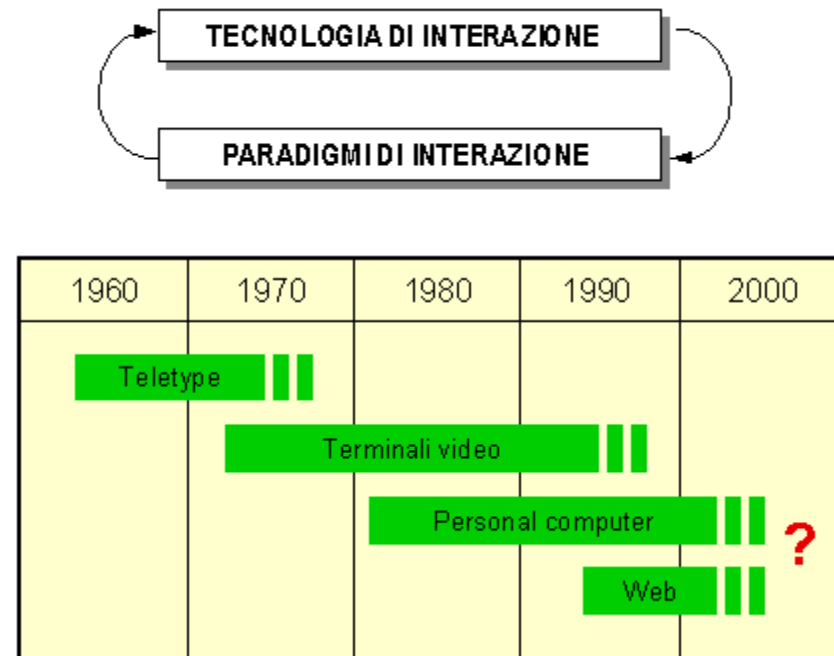 TECNOLOGIA DI INTERAZIONE
PARADIGMI DI INTERAZIONE
1960 1970 1980 1990 2000
Teletype
Terminali video
Personal computer
?
Web